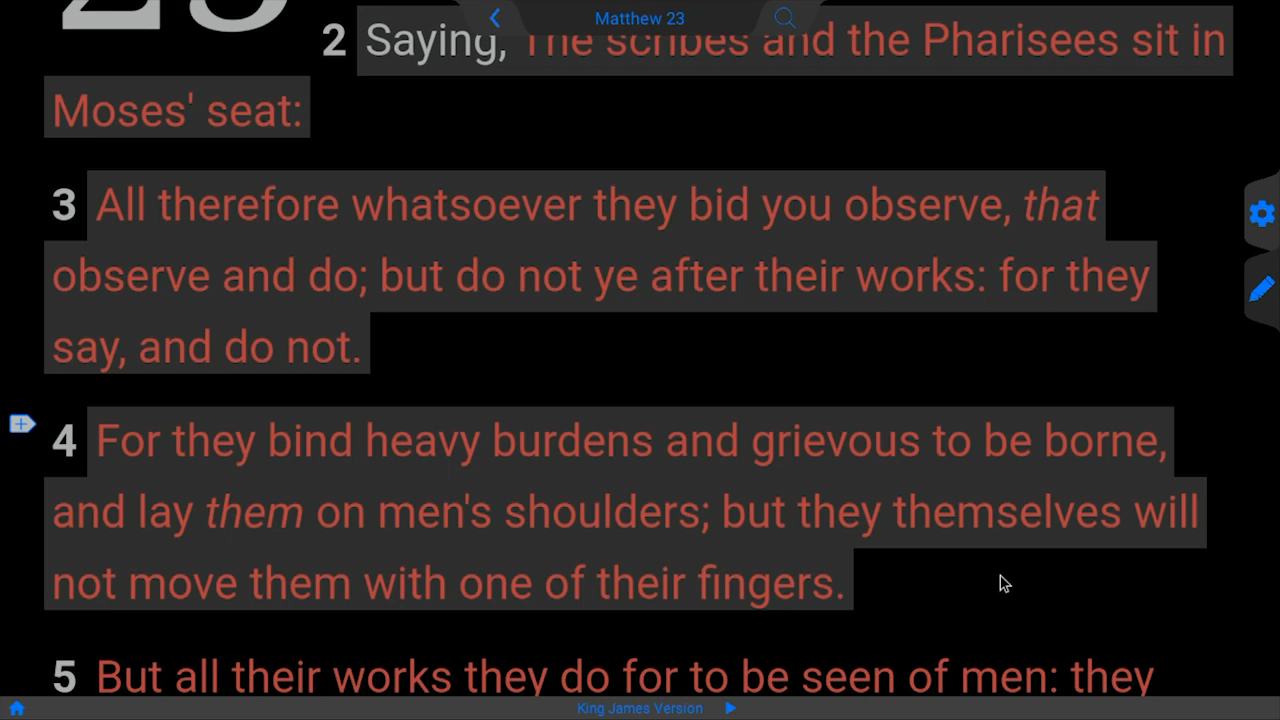 Matthew 23
23
2 Saying, The scribes and the Pharisees sit in
Moses' seat:
3 All therefore whatsoever they bid you observe, that
observe and do; but do not ye after their works: for they
say, and do not.
4 For they bind heavy burdens and grievous to be borne,
and lay them on men's shoulders; but they themselves will
not move them with one of their fingers.
5 But all their works they do for to be seen of men: they
King James Version